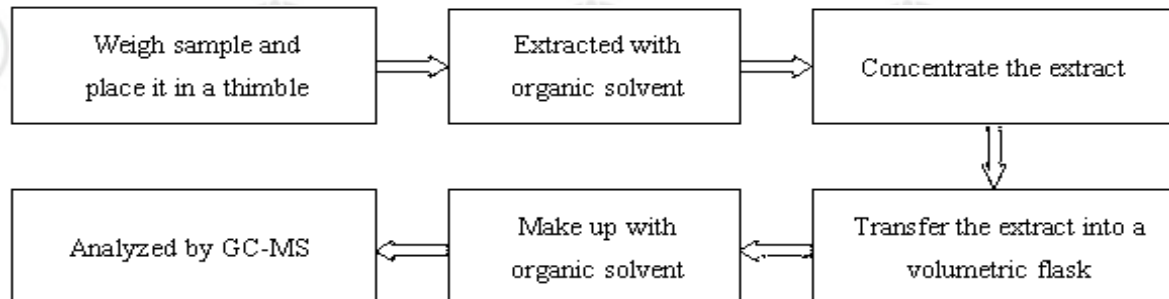 Weigh sample and
place it in a thimble
Extracted with
organic solvent
Concentrate the extract
Transfer the extract into a
volumetric flask
Make up with
organic solvent
Analyzed by GC-MS